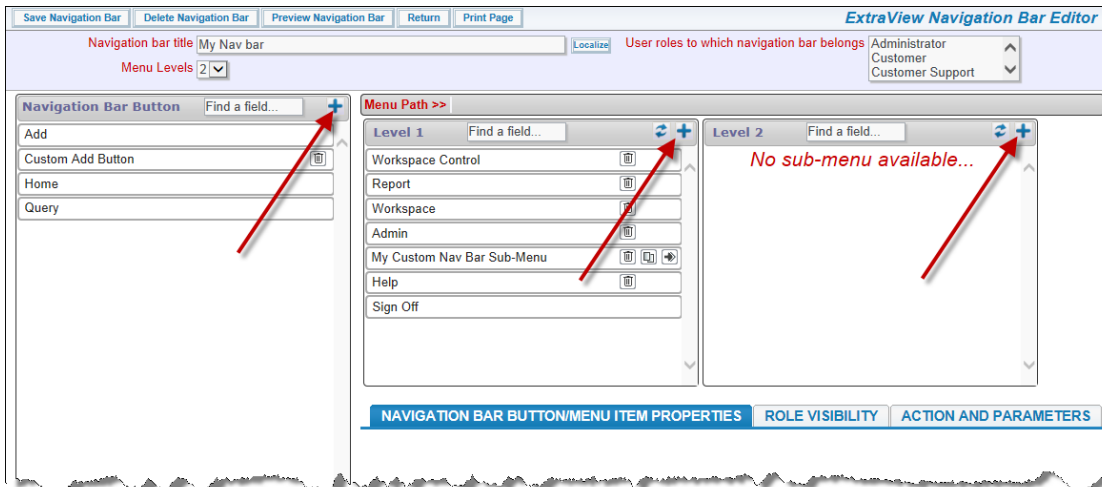 Save Navigation Bar Delete Navigation Bar Preview Navigation Bar Return Print Page ExtraView Navigation Bar Editor
Navigation bar title My Nav bar Localize User roles to which navigation bar belongs Administrator
Customer
Customer Support
Menu Levels 2
Navigation Bar Button Find a field...
Add
Custom Add Button
Home
Query
Menu Path >>
Level 1 Find a field...
Workspace Control
Report
Workspace
Admin
My Custom Nav Bar Sub-Menu
Help
Sign Off
Level 2 Find a field...
No sub-menu available...
NAVIGATION BAR BUTTON/MENU ITEM PROPERTIES ROLE VISIBILITY ACTION AND PARAMETERS